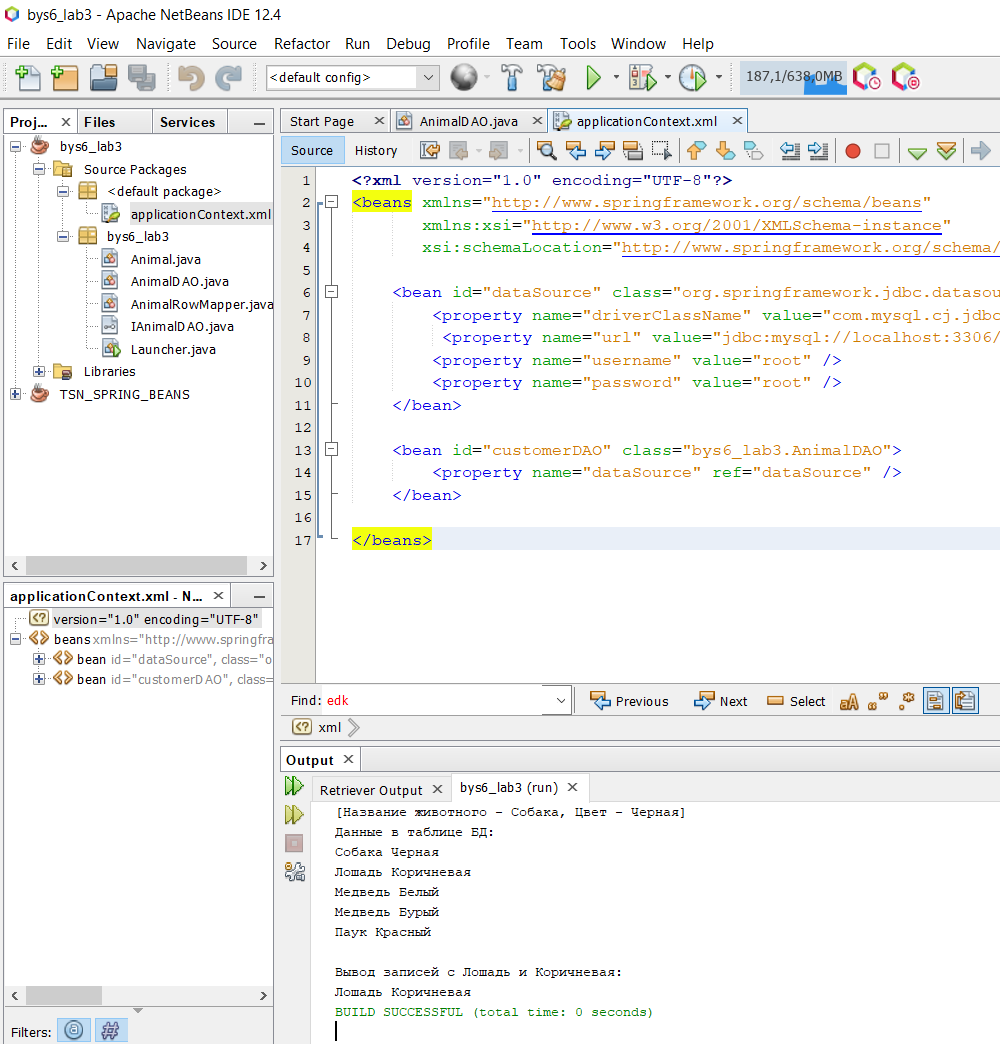 bys6_lab3 - Apache NetBeans IDE 12.4
File Edit View Navigate Source Refactor Run Debug Profile Team Tools Window Help
<default config> 187,1/638,0MB
Proj... × Files Services
bys6_lab3
Source Packages
<default package>
applicationContext.xml
bys6_lab3
Animal.java
AnimalDAO.java
AnimalRowMapper.java
IAnimalDAO.java
Launcher.java
Libraries
TSN_SPRING_BEANS
applicationContext.xml - N...
version="1.0" encoding="UTF-8"
beans xmlns="http://www.springfra
bean id="dataSource", class="o
bean id="customerDAO", class=
Filters:
Start Page AnimalDAO.java applicationContext.xml
Source History
1 <?xml version="1.0" encoding="UTF-8"?>
2 <beans xmlns="http://www.springframework.org/schema/beans"
3 xmlns:xsi="http://www.w3.org/2001/XMLSchema-instance"
4 xsi:schemaLocation="http://www.springframework.org/schema/
5
6 <bean id="dataSource" class="org.springframework.jdbc.datasou
7 <property name="driverClassName" value="com.mysql.cj.jdbc
8 <property name="url" value="jdbc:mysql://localhost:3306/
9 <property name="username" value="root" />
10 <property name="password" value="root" />
11 </bean>
12
13 <bean id="customerDAO" class="bys6_lab3.AnimalDAO">
14 <property name="dataSource" ref="dataSource" />
15 </bean>
16
17 </beans>
Find: edk Previous Next Select
xml
Output
Retriever Output bys6_lab3 (run)
[Название животного - Собака, Цвет - Черная]
Данные в таблице БД:
Собака Черная
Лошадь Коричневая
Медведь Белый
Медведь Бурый
Паук Красный
Вывод записей с Лошадь и Коричневая:
Лошадь Коричневая
BUILD SUCCESSFUL (total time: 0 seconds)